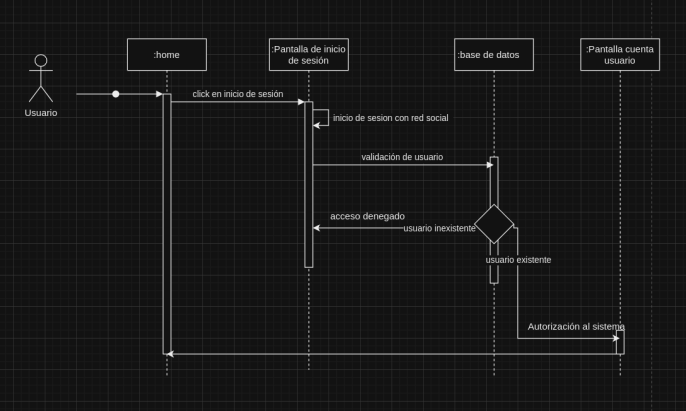 :home
:Pantalla de inicio
de sesión
:base de datos
:Pantalla cuenta
usuario
Usuario
click en inicio de sesión
inicio de sesion con red social
validación de usuario
acceso denegado
usuario inexistente
usuario existente
Autorización al sistema